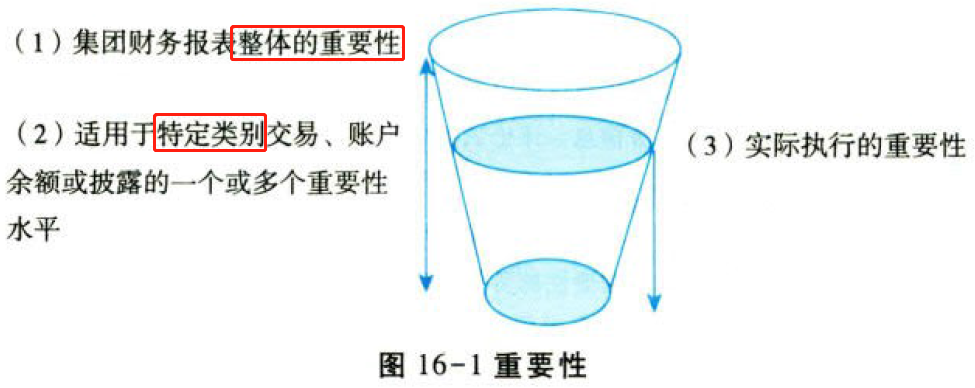 （1）集团财务报表整体的重要性
（2）适用于特定类别交易、账户
余额或披露的一个或多个重要性
水平
（3）实际执行的重要性
图 16-1 重要性